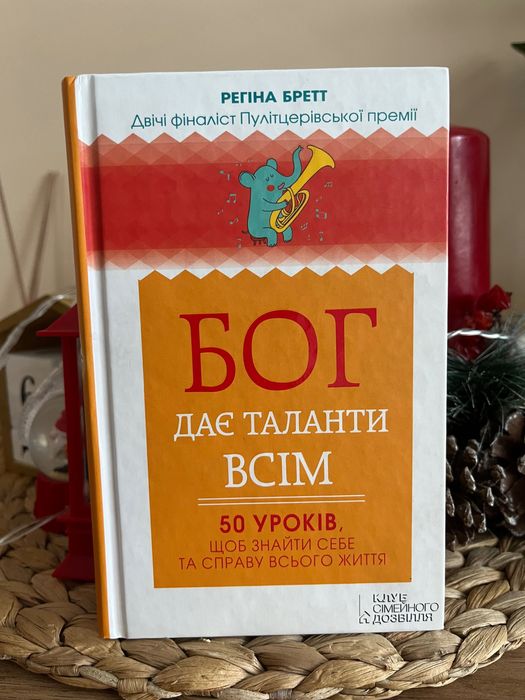 РЕГІНА БРЕТТ
Двічі фіналіст Пулітцерівської премії
БОГ
ДАЄ ТАЛАНТИ
ВСІМ
50 УРОКІВ,
ЩОБ ЗНАЙТИ СЕБЕ
ТА СПРАВУ ВСЬОГО ЖИТТЯ
КЛУБ
СІМЕЙНОГО
ДОЗВІЛЛЯ